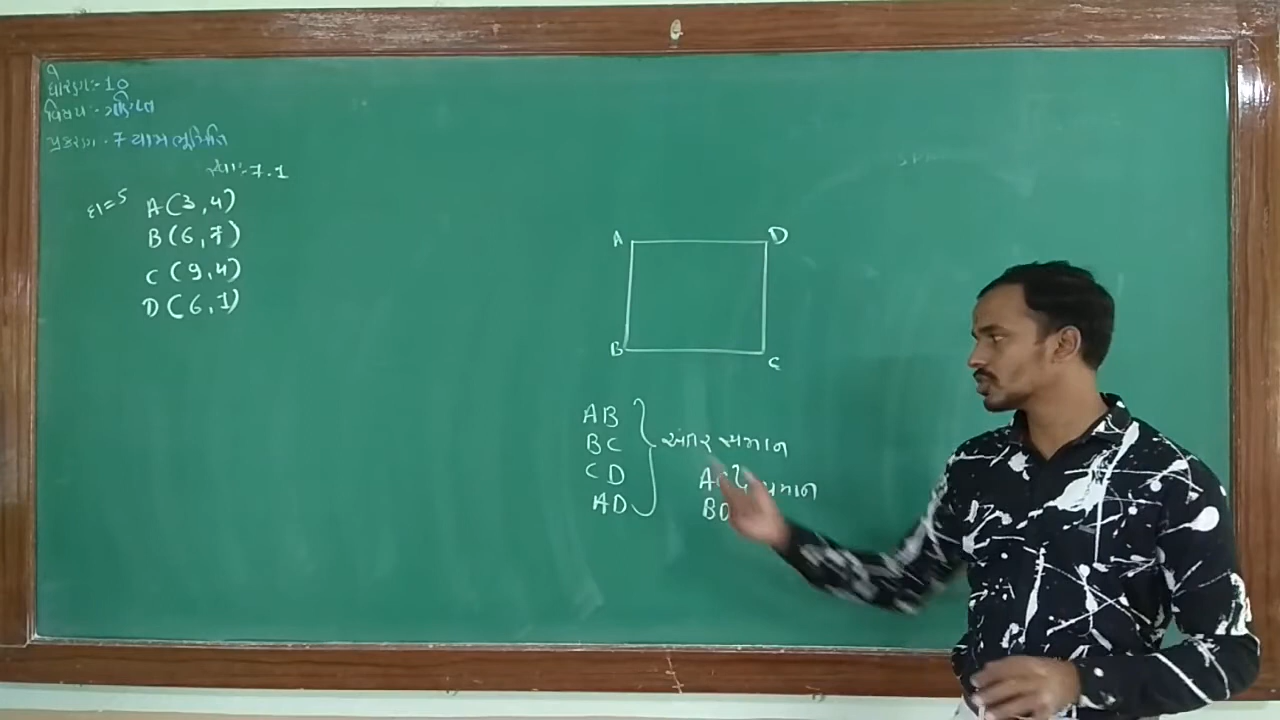 ધોરણ:- 10
વિષય:- ગણિત
પ્રકરણ - 7 યામ ભૂમિતિ
સ્વા:- 7.1
દા=5 A(3,4)
B(6,7)
C(9,4)
D(6,1)
A D
B C
AB
BC
CD
AD
અંતર સમાન
AC
સમાન
BD